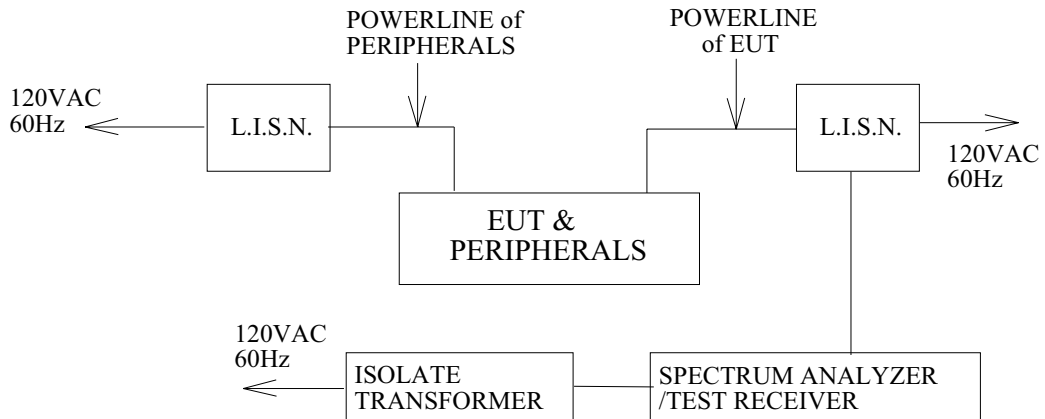 POWERLINE of
PERIPHERALS
POWERLINE
of EUT
120VAC
60Hz
L.I.S.N.
L.I.S.N.
120VAC
60Hz
EUT &
PERIPHERALS
120VAC
60Hz
ISOLATE
TRANSFORMER
SPECTRUM ANALYZER
/TEST RECEIVER